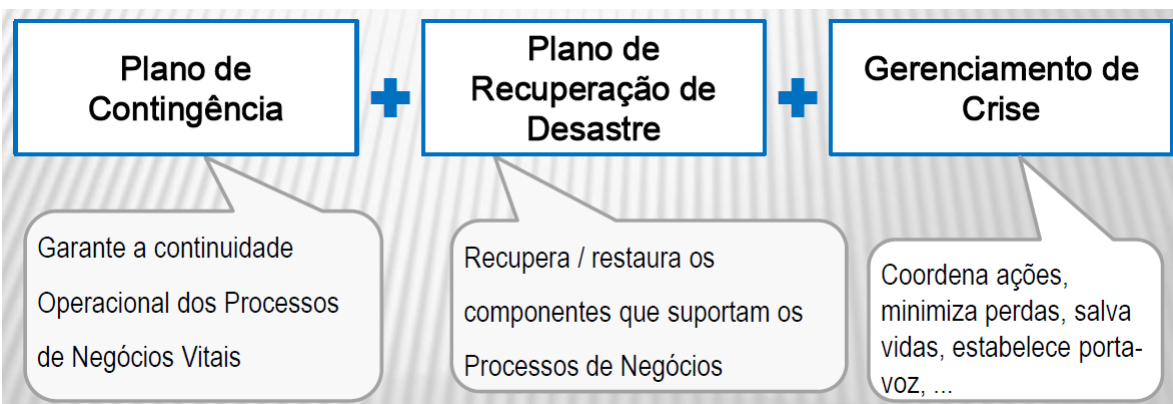 Plano de
Contingência
Plano de
Recuperação de
Desastre
Gerenciamento de
Crise
Garante a continuidade
Operacional dos Processos
de Negócios Vitais
Recupera / restaura os
componentes que suportam os
Processos de Negócios
Coordena ações,
minimiza perdas, salva
vidas, estabelece porta-
voz, ...